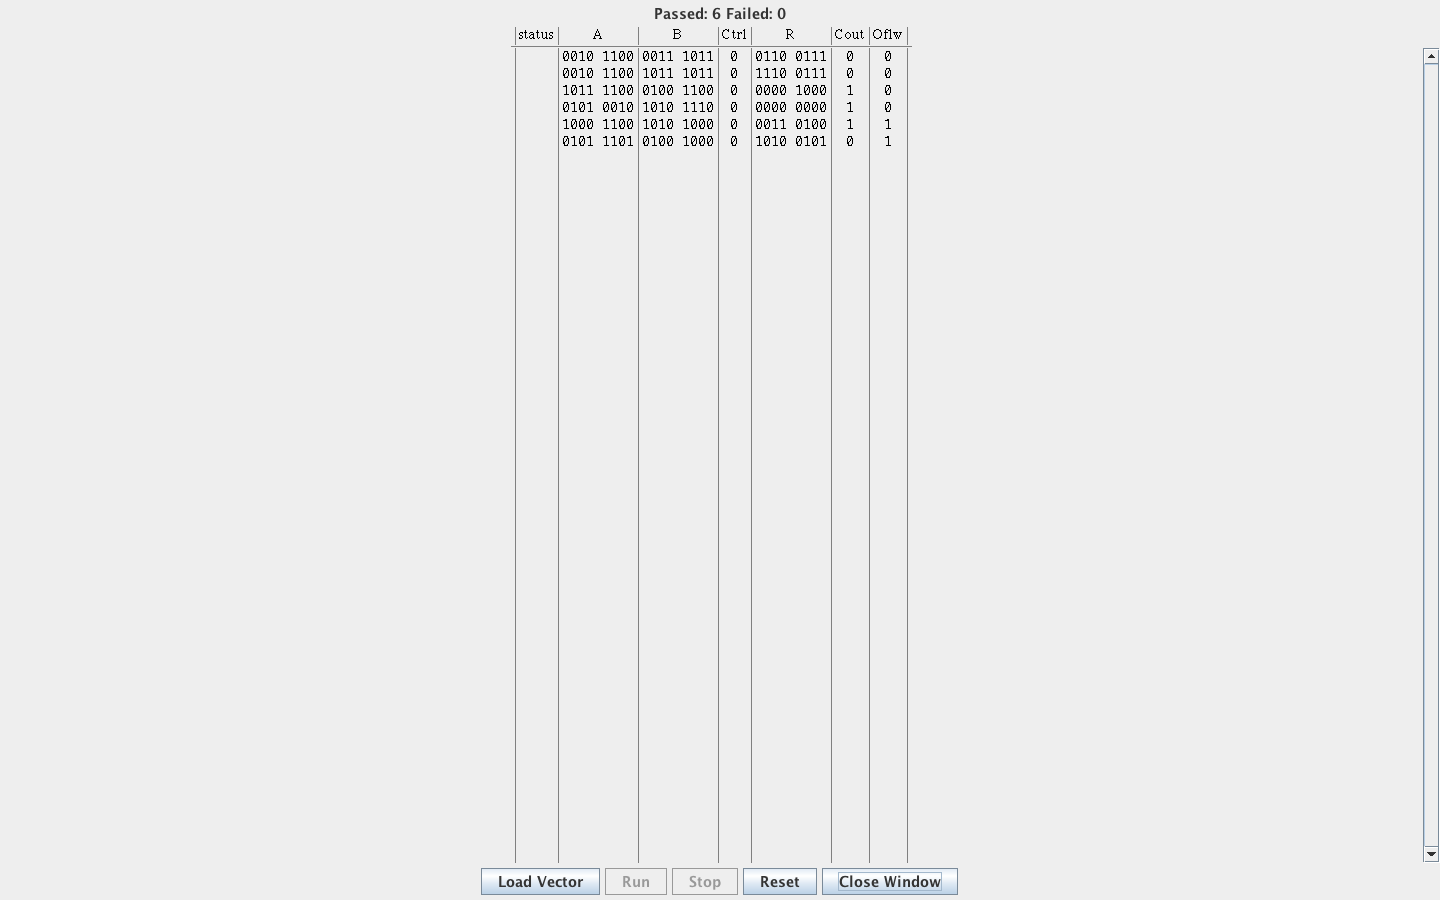 Passed: 6 Failed: 0
status A B Ctrl R Cout Oflw
0010 1100 0011 1011 0 0110 0111 0 0
0010 1100 1011 1011 0 1110 0111 0 0
1011 1100 0100 1100 0 0000 1000 1 0
0101 0010 1010 1110 0 0000 0000 1 0
1000 1100 1010 1000 0 0011 0100 1 1
0101 1101 0100 1000 0 1010 0101 0 1
Load Vector Run Stop Reset Close Window